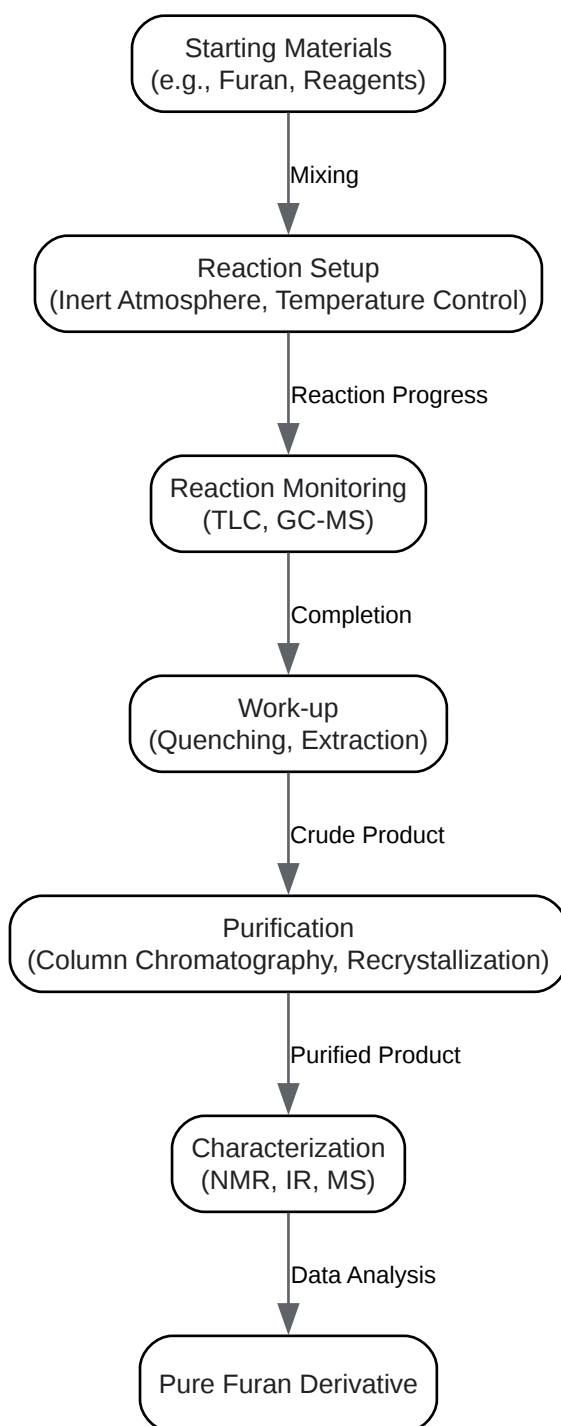 Starting Materials
(e.g., Furan, Reagents)
Mixing
Reaction Setup
(Inert Atmosphere, Temperature Control)
Reaction Progress
Reaction Monitoring
(TLC, GC-MS)
Completion
Work-up
(Quenching, Extraction)
Crude Product
Purification
(Column Chromatography, Recrystallization)
Purified Product
Characterization
(NMR, IR, MS)
Data Analysis
Pure Furan Derivative